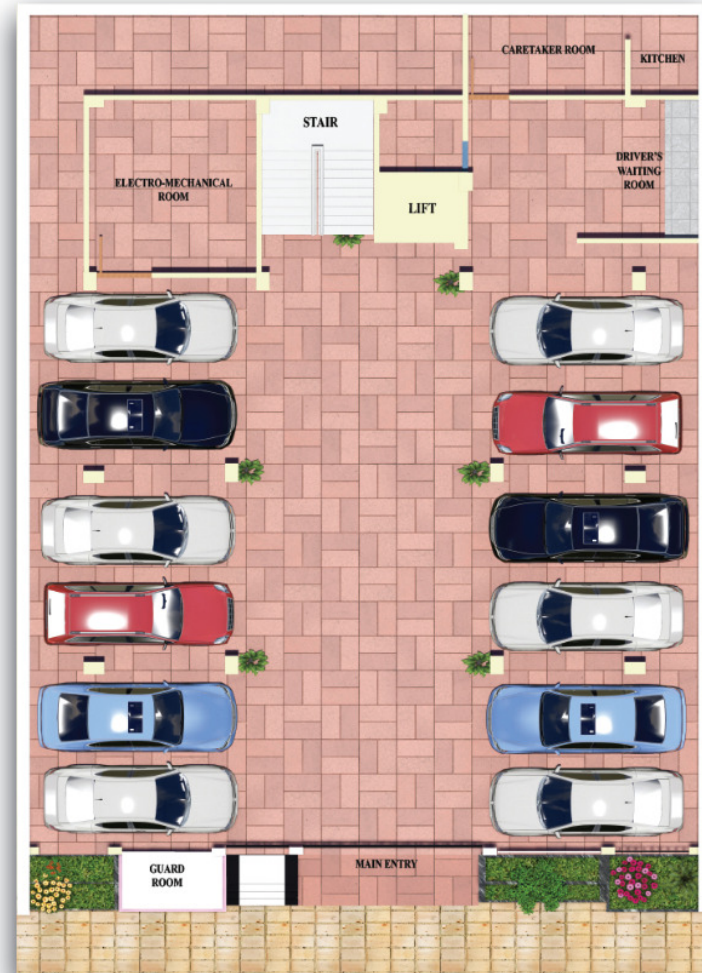 CARETAKER ROOM
KITCHEN
STAIR
DRIVER'S
WAITING
ROOM
ELECTRO-MECHANICAL
ROOM
LIFT
GUARD
ROOM
MAIN ENTRY